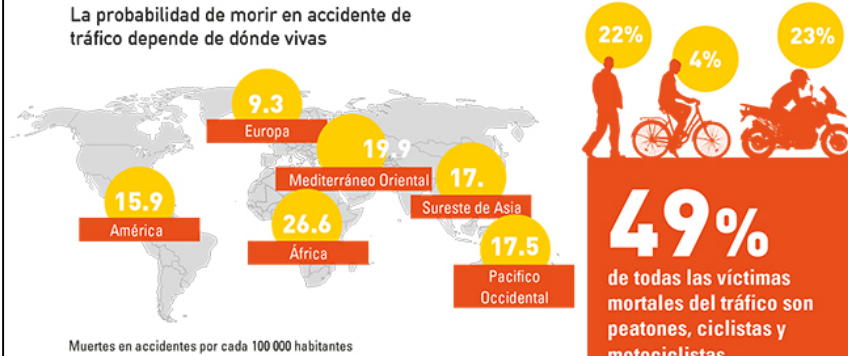 La probabilidad de morir en accidente de
tráfico depende de dónde vivas
9.3
Europa
19.9
Mediterráneo Oriental
17.
Sureste de Asia
15.9
América
26.6
África
17.5
Pacifico
Occidental
Muertes en accidentes por cada 100 000 habitantes
22%
4%
23%
49%
de todas las víctimas
mortales del tráfico son
peatones, ciclistas y
motociclistas